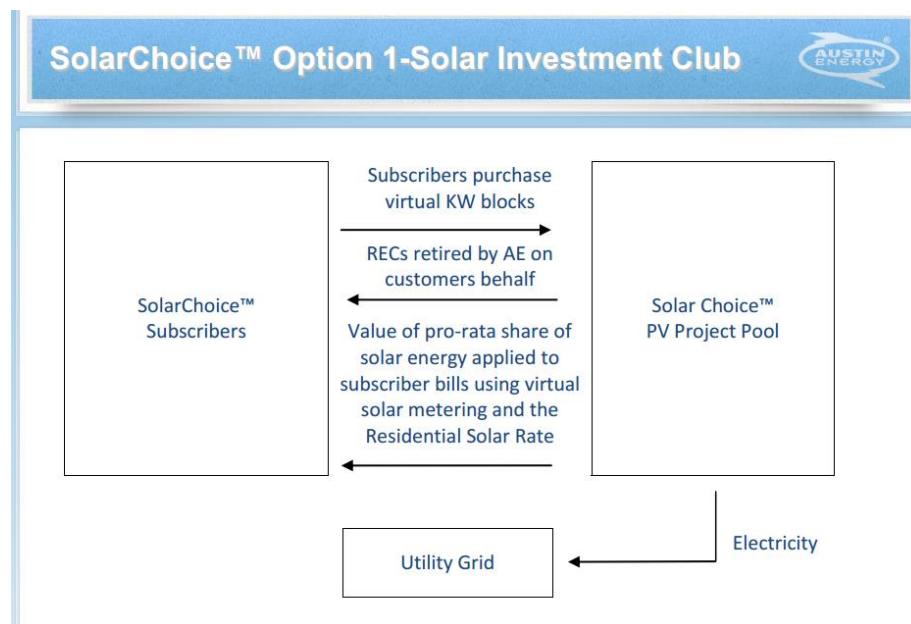 SolarChoice™ Option 1-Solar Investment Club
AUSTIN
ENERGY
®
Subscribers purchase
virtual KW blocks
RECs retired by AE on
customers behalf
SolarChoice™
Subscribers
Value of pro-rata share of
solar energy applied to
subscriber bills using virtual
solar metering and the
Residential Solar Rate
Solar Choice™
PV Project Pool
Electricity
Utility Grid